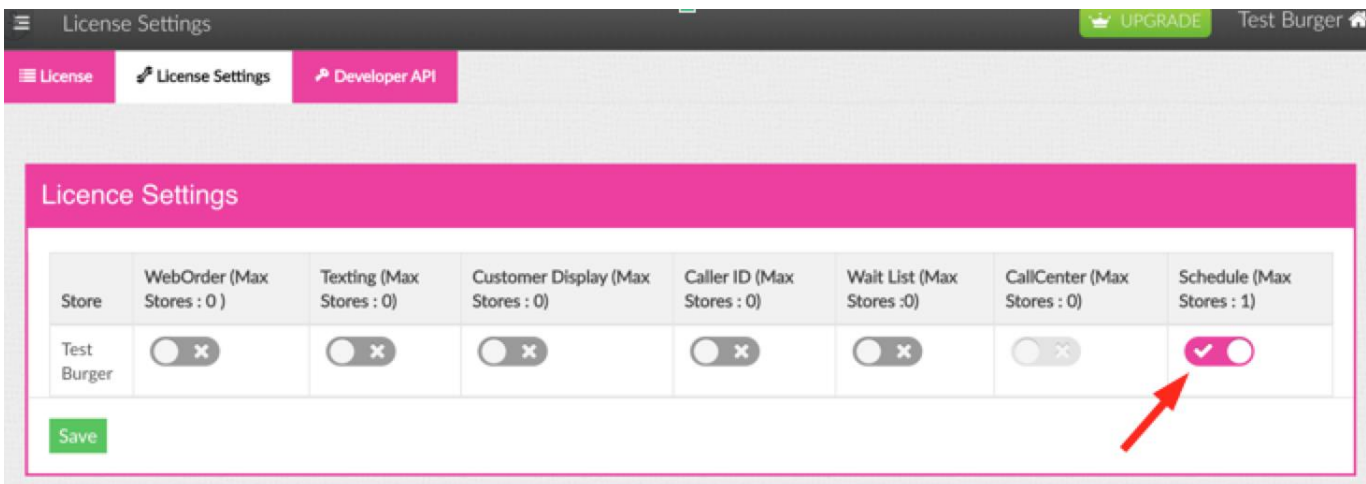 License Settings
UPGRADE
Test Burger
License
License Settings
Developer API
Licence Settings
Store
WebOrder (Max
Stores : 0 )
Texting (Max
Stores : 0)
Customer Display (Max
Stores : 0)
Caller ID (Max
Stores : 0)
Wait List (Max
Stores :0)
CallCenter (Max
Stores : 0)
Schedule (Max
Stores : 1)
Test
Burger
Save